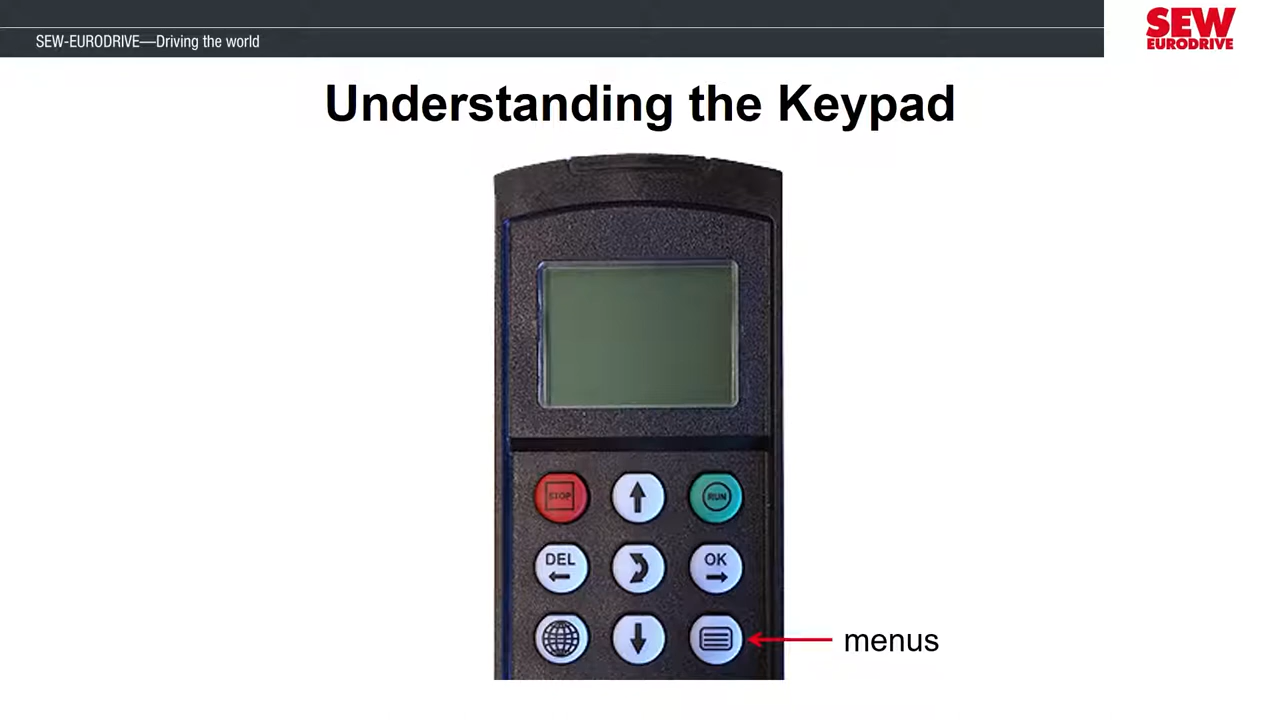 SEW-EURODRIVE—Driving the world
SEW
EURODRIVE
Understanding the Keypad
STOP
RUN
DEL
OK
menus